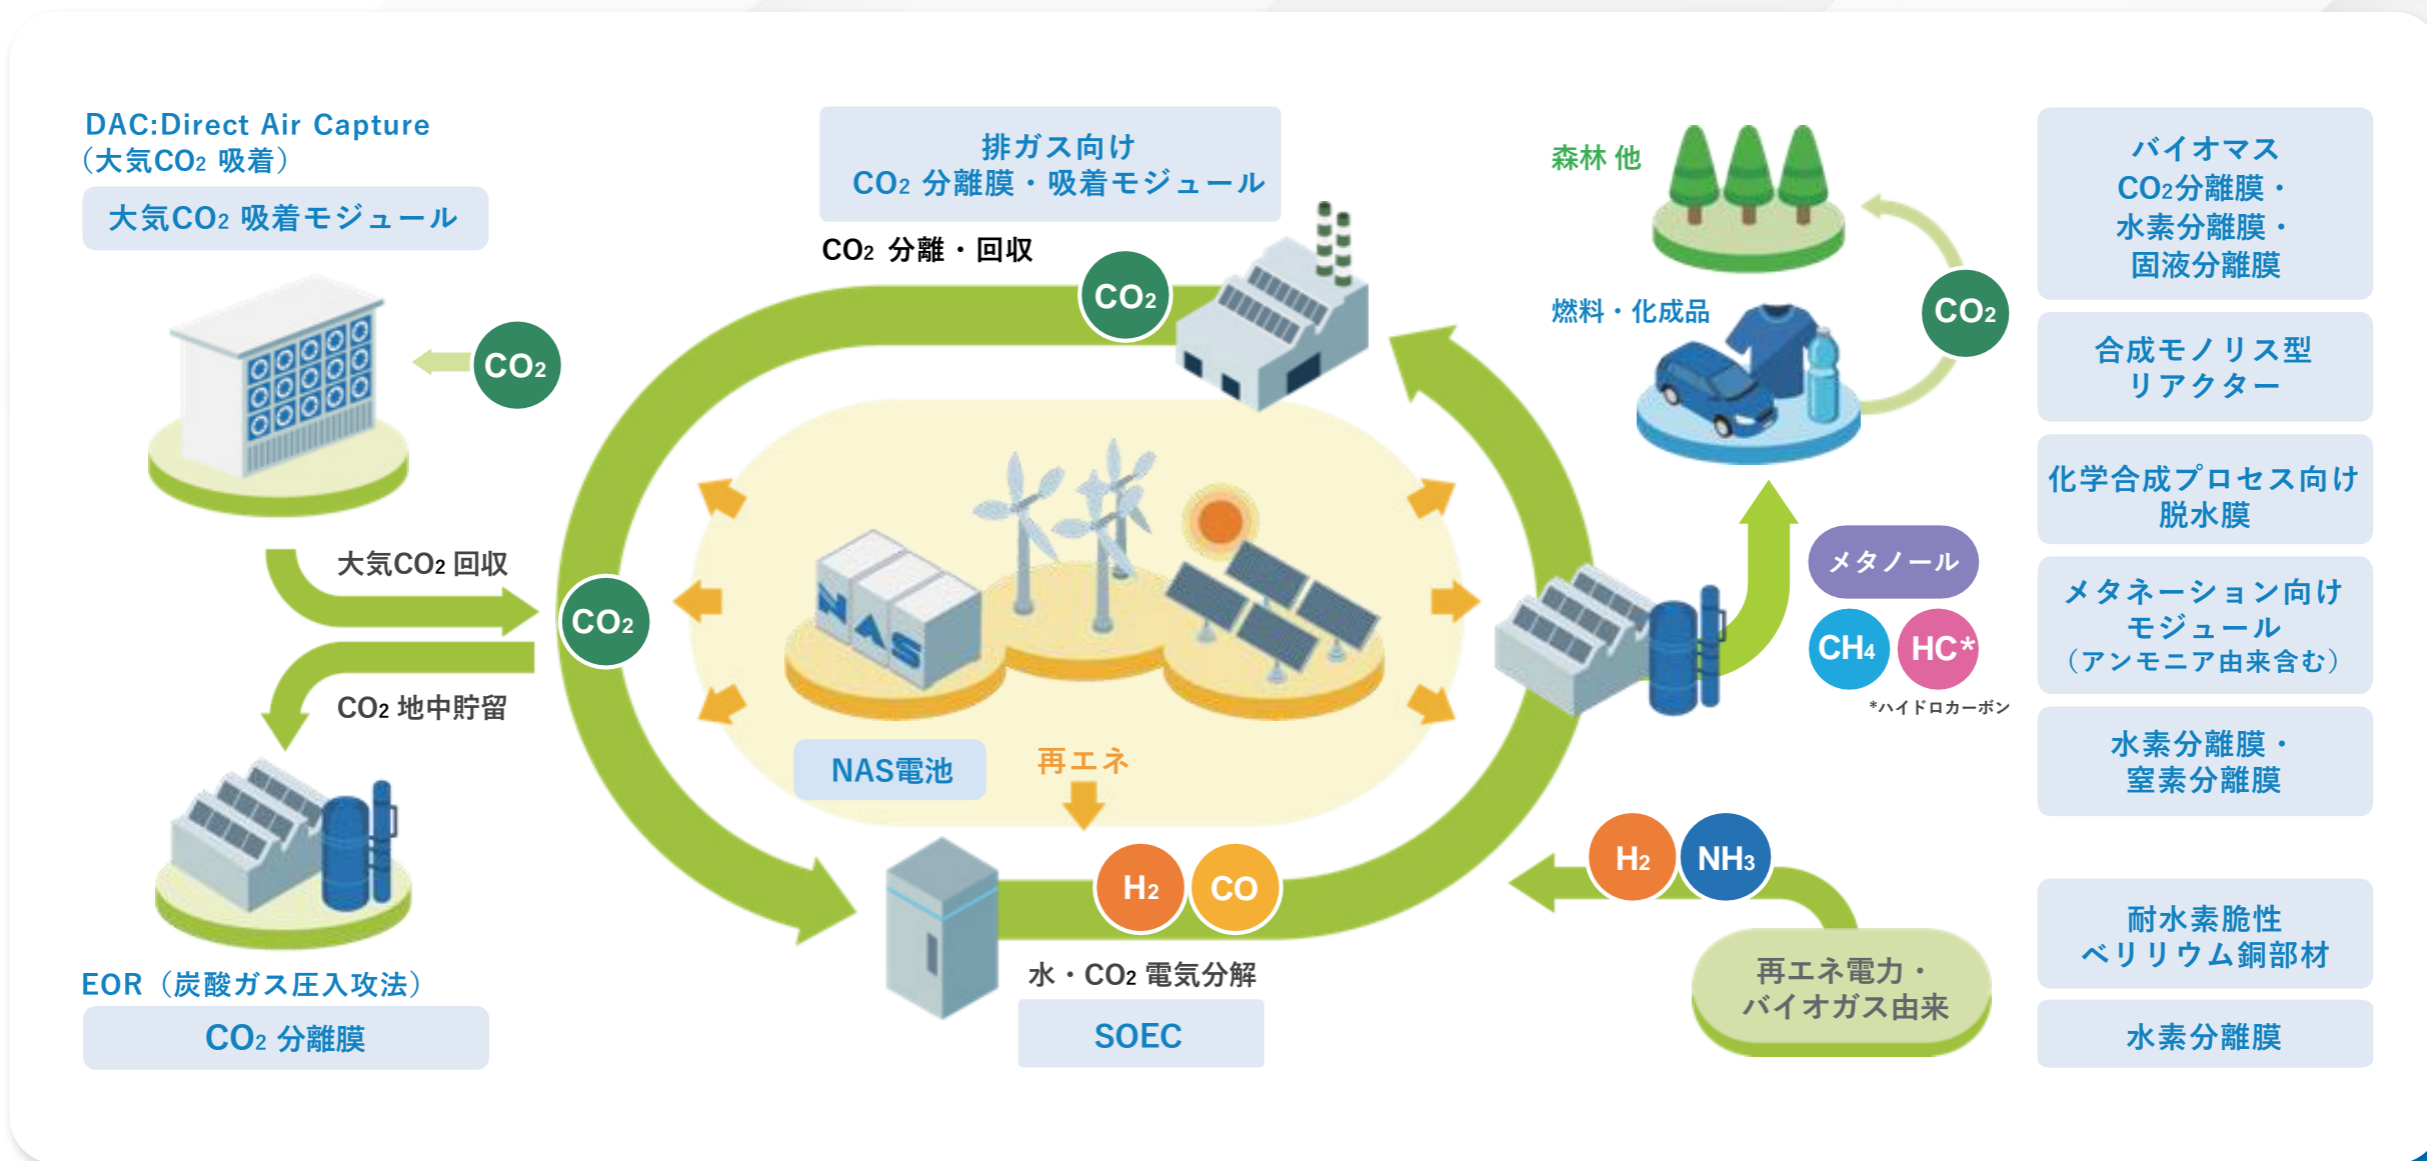 DAC:Direct Air Capture
（大気CO₂ 吸着）
大気CO₂ 吸着モジュール
CO₂
大気CO₂ 回収
CO₂ 地中貯留
EOR（炭酸ガス圧入攻法）
CO₂ 分離膜
排ガス向け
CO₂ 分離膜・吸着モジュール
CO₂ 分離・回収
CO₂
CO₂
NAS
NAS電池
再エネ
H₂
CO
水・CO₂ 電気分解
SOEC
森林 他
燃料・化成品
CO₂
メタノール
CH₄
HC*
*ハイドロカーボン
H₂
NH₃
再エネ電力・
バイオガス由来
バイオマス
CO₂分離膜・
水素分離膜・
固液分離膜
合成モノリス型
リアクター
化学合成プロセス向け
脱水膜
メタネーション向け
モジュール
（アンモニア由来含む）
水素分離膜・
窒素分離膜
耐水素脆性
ベリリウム銅部材
水素分離膜